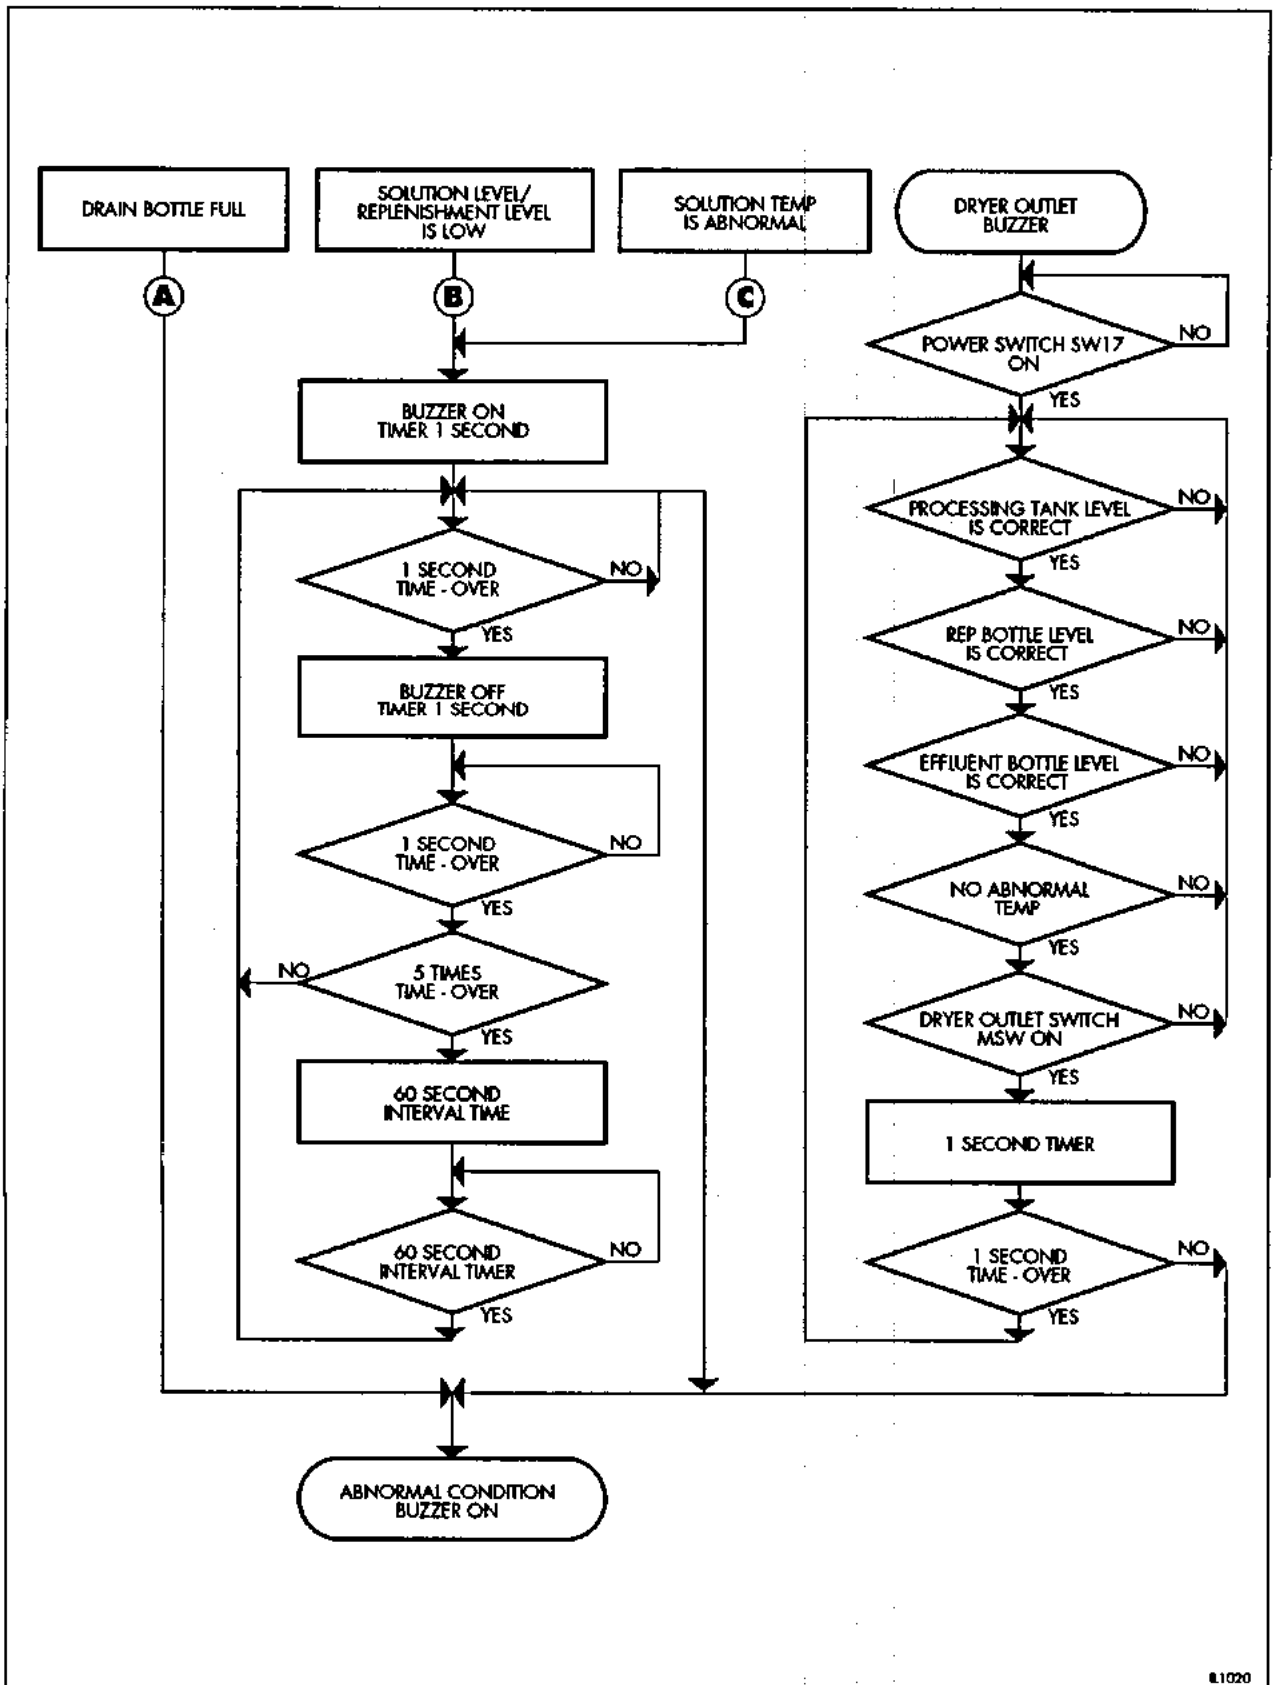 DRAIN BOTTLE FULL
SOLUTION LEVEL/
REPLENISHMENT LEVEL
IS LOW
SOLUTION TEMP
IS ABNORMAL
DRYER OUTLET
BUZZER
A
B
C
POWER SWITCH SW17
ON
NO
YES
BUZZER ON
TIMER 1 SECOND
1 SECOND
TIME - OVER
NO
YES
BUZZER OFF
TIMER 1 SECOND
1 SECOND
TIME - OVER
NO
YES
5 TIMES
TIME - OVER
NO
YES
60 SECOND
INTERVAL TIME
60 SECOND
INTERVAL TIMER
NO
YES
PROCESSING TANK LEVEL
IS CORRECT
NO
YES
REP BOTTLE LEVEL
IS CORRECT
NO
YES
EFFLUENT BOTTLE LEVEL
IS CORRECT
NO
YES
NO ABNORMAL
TEMP
NO
YES
DRYER OUTLET SWITCH
MSW ON
NO
YES
1 SECOND TIMER
1 SECOND
TIME - OVER
NO
YES
ABNORMAL CONDITION
BUZZER ON